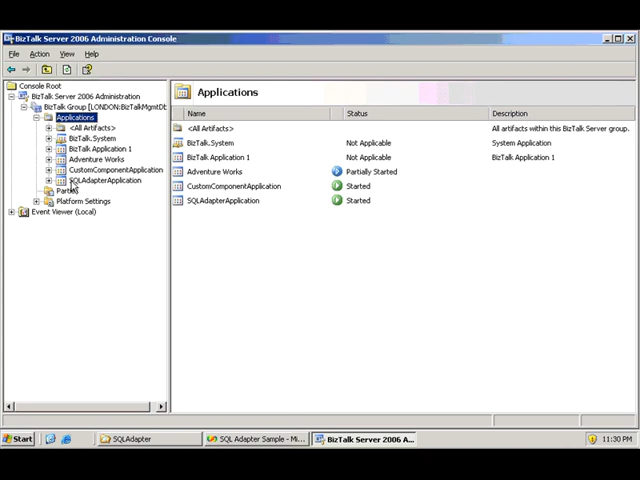 BizTalk Server 2006 Administration Console
File Action View Help
Console Root
BizTalk Server 2006 Administration
BizTalk Group [LONDON:BizTalkMgmtDb
Applications
<All Artifacts>
BizTalk.System
BizTalk Application 1
Adventure Works
CustomComponentApplication
SQLAdapterApplication
Parties
Platform Settings
Event Viewer (Local)
Applications
Name Status Description
<All Artifacts> All artifacts within this BizTalk Server group.
BizTalk.System Not Applicable System Application
BizTalk Application 1 Not Applicable BizTalk Application 1
Adventure Works Partially Started
CustomComponentApplication Started
SQLAdapterApplication Started
Start SQLAdapter SQL Adapter Sample - Mi... BizTalk Server 2006 A... 11:30 PM